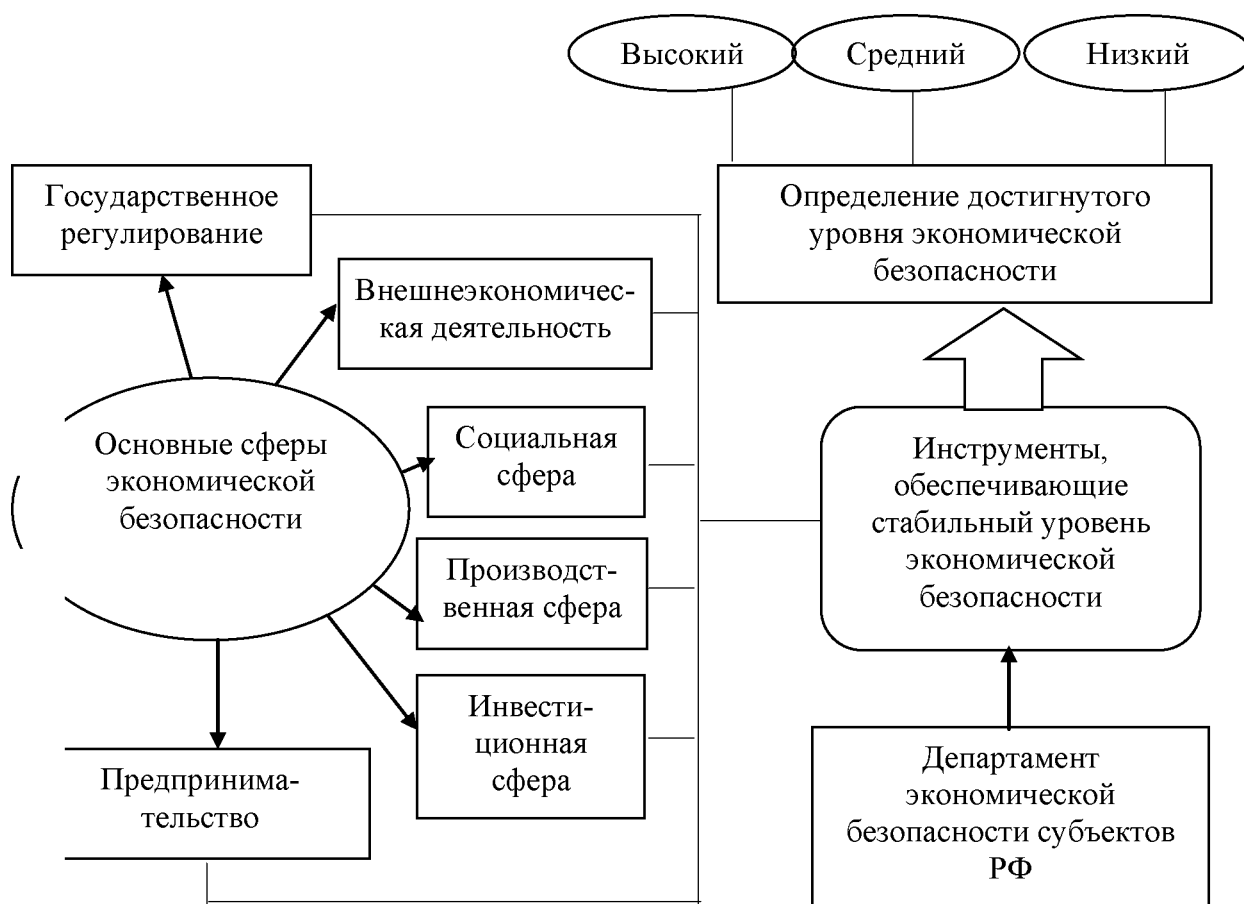 Высокий
Средний
Низкий
Государственное
регулирование
Определение достигнутого
уровня экономической
безопасности
Внешнеэкономичес-
кая деятельность
Основные сферы
экономической
безопасности
Социальная
сфера
Инструменты,
обеспечивающие
стабильный уровень
экономической
безопасности
Производст-
венная сфера
Инвести-
ционная
сфера
Предпринима-
тельство
Департамент
экономической
безопасности субъектов
РФ